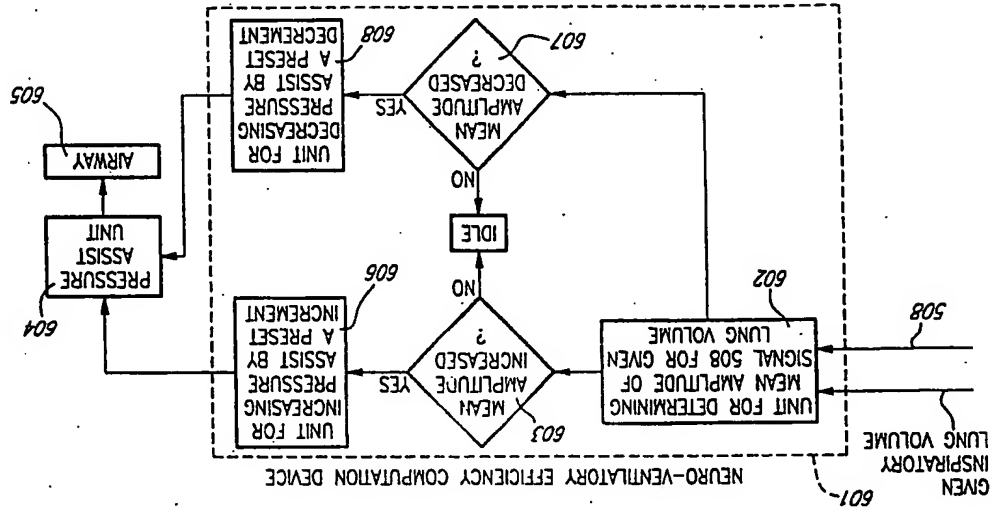 NEURO-VENTILATORY EFFICIENCY COMPUTATION DEVICE
601
GIVEN
INSPIRATORY
LUNG VOLUME
508
UNIT FOR DETERMINING
MEAN AMPLITUDE OF
SIGNAL 508 FOR GIVEN
LUNG VOLUME
602
MEAN
AMPLITUDE
INCREASED
?
603
YES
NO
UNIT FOR
INCREASING
PRESSURE
ASSIST BY
A PRESET
INCREMENT
606
IDLE
NO
MEAN
AMPLITUDE
DECREASED
?
607
YES
UNIT FOR
DECREASING
PRESSURE
ASSIST BY
A PRESET
DECREMENT
608
PRESSURE
ASSIST
UNIT
604
AIRWAY
605